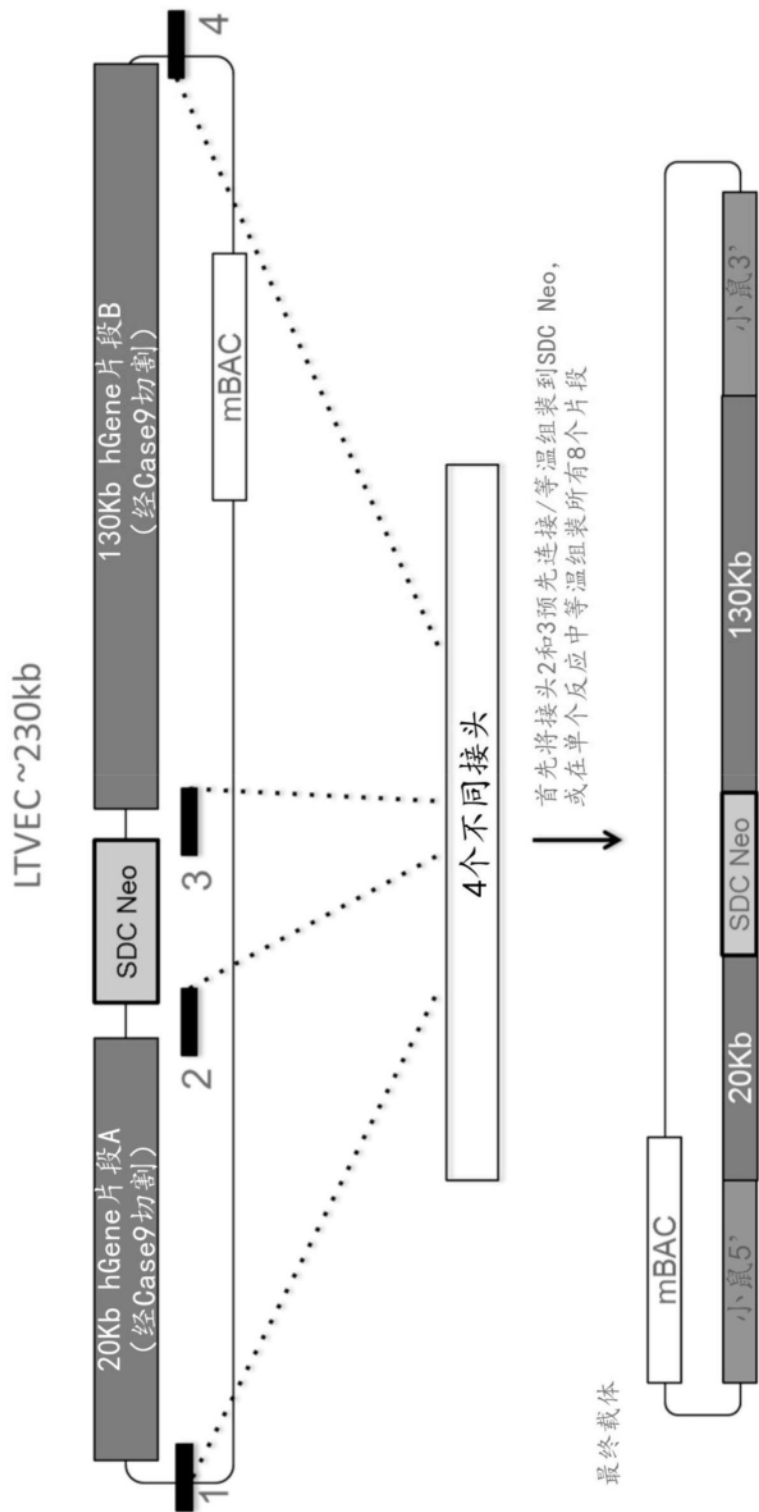 LTVEC ~230kb
20Kb hGene片段A
(经Case9切割)
SDC Neo
130Kb hGene片段B
(经Case9切割)
1
2
3
4
mBAC
4个不同接头
首先将接头2和3预先连接/等温组装到SDC Neo,
或在单个反应中等温组装所有8个片段
最终载体
mBAC
小鼠5'
20Kb
SDC Neo
130Kb
小鼠3'